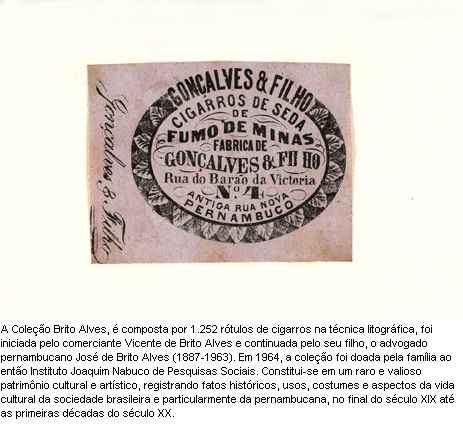 GONÇALVES & FILHO
CIGARROS DE SEDA
DE
FUMO DE MINAS
FABRICA DE
GONÇALVES & FILHO
Rua do Barão da Victoria
Nº 4
ANTIGA RUA NOVA
PERNAMBUCO
Gonçalves & Filho
A Coleção Brito Alves, é composta por 1.252 rótulos de cigarros na técnica litográfica, foi
iniciada pelo comerciante Vicente de Brito Alves e continuada pelo seu filho, o advogado
pernambucano José de Brito Alves (1887-1963). Em 1964, a coleção foi doada pela família ao
então Instituto Joaquim Nabuco de Pesquisas Sociais. Constitui-se em um raro e valioso
patrimônio cultural e artístico, registrando fatos históricos, usos, costumes e aspectos da vida
cultural da sociedade brasileira e particularmente da pernambucana, no final do século XIX até
as primeiras décadas do século XX.